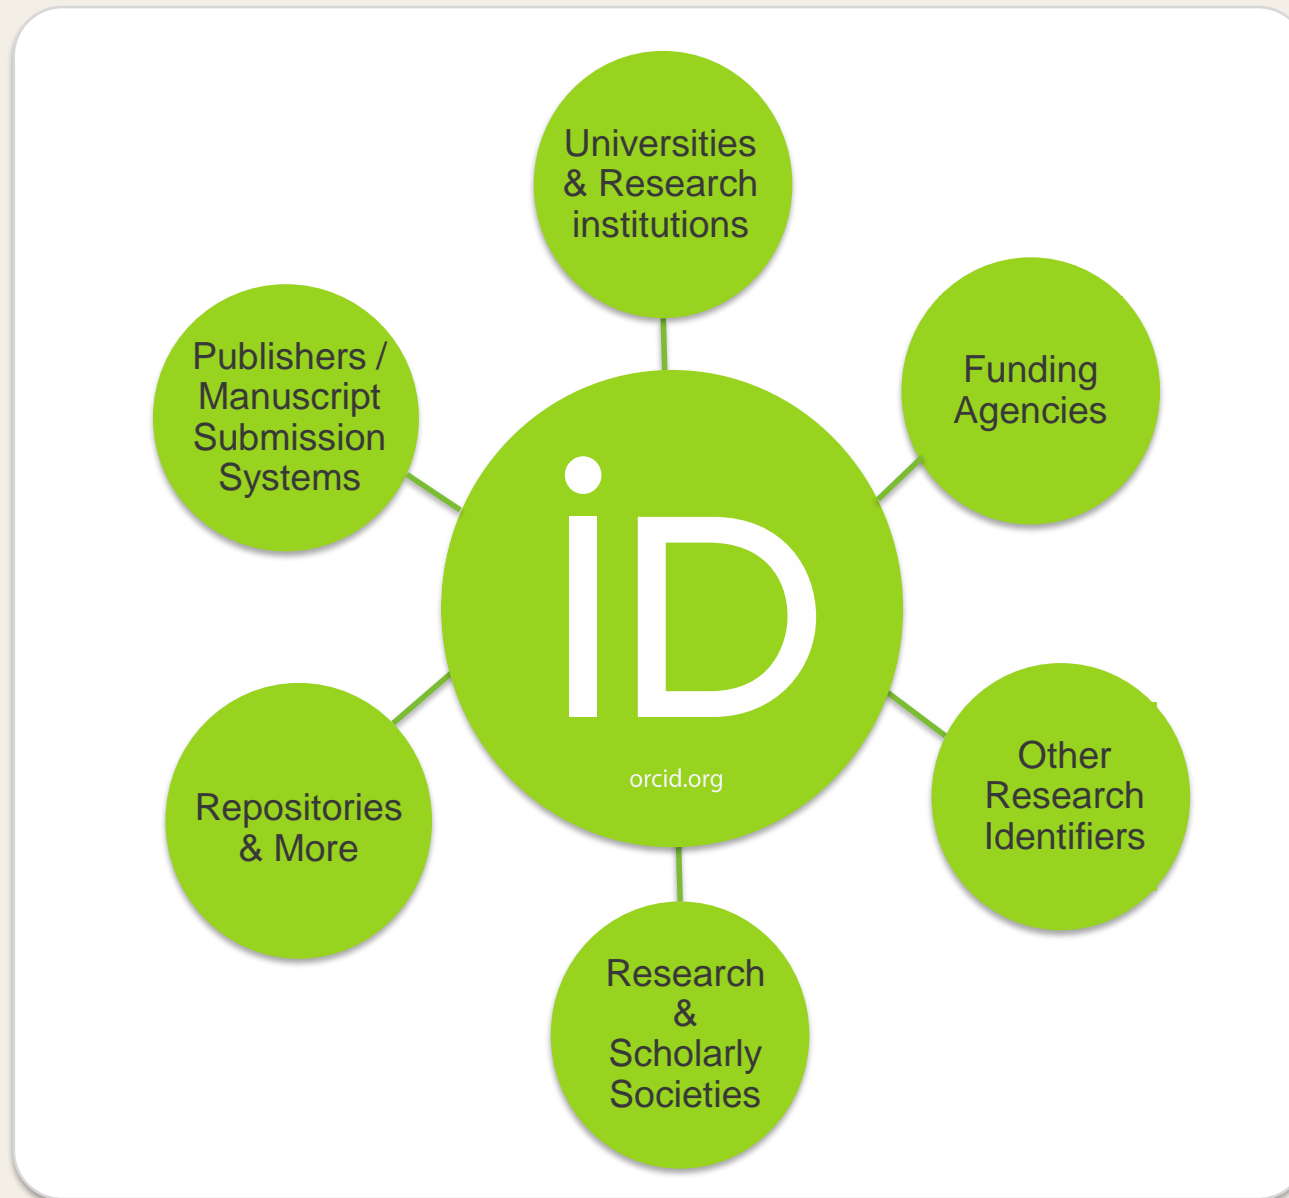 Universities
& Research
institutions
Funding
Agencies
Other
Research
Identifiers
Research
&
Scholarly
Societies
Repositories
& More
Publishers /
Manuscript
Submission
Systems
iD
orcid.org